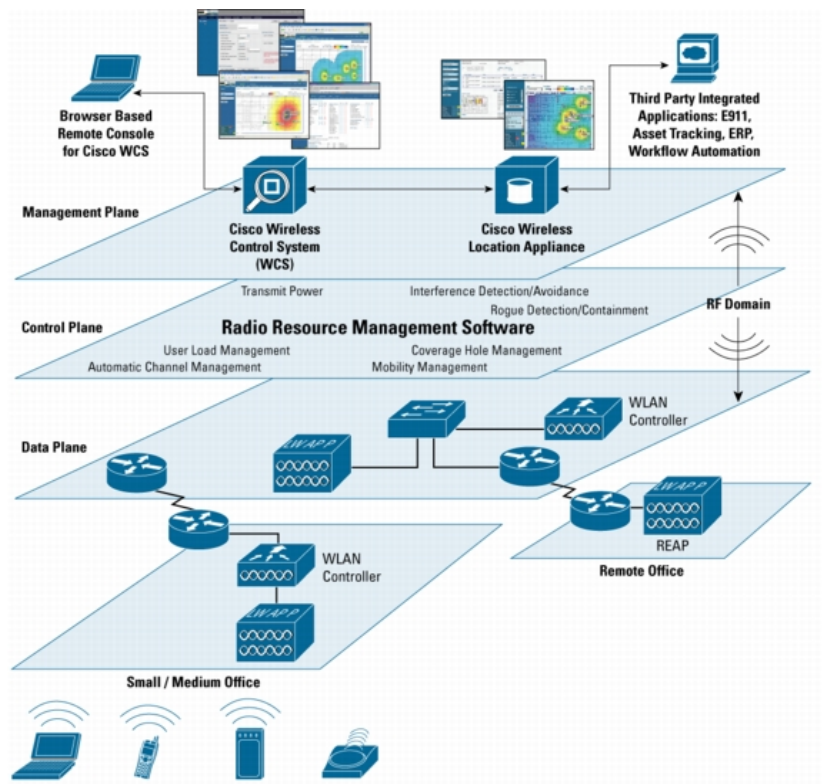 Browser Based
Remote Console
for Cisco WCS
Third Party Integrated
Applications: E911,
Asset Tracking, ERP,
Workflow Automation
Management Plane
Cisco Wireless
Control System
(WCS)
Cisco Wireless
Location Appliance
Transmit Power
Interference Detection/Avoidance
Rogue Detection/Containment
RF Domain
Control Plane
Radio Resource Management Software
User Load Management
Coverage Hole Management
Automatic Channel Management
Mobility Management
WLAN
Controller
Data Plane
LWAPP
LWAPP
REAP
Remote Office
WLAN
Controller
LWAPP
Small / Medium Office